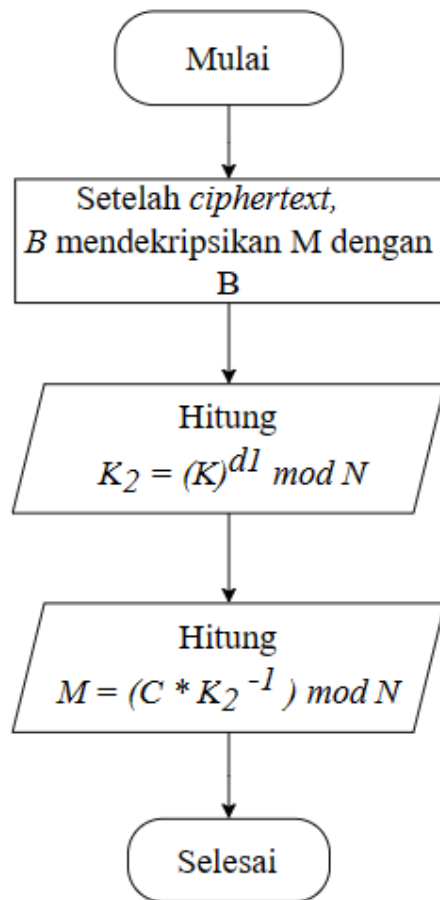 Mulai
Setelah ciphertext,
B mendekripsikan M dengan
B
Hitung
K₂ = (K)ᵈ¹ mod N
Hitung
M = (C * K₂⁻¹ ) mod N
Selesai